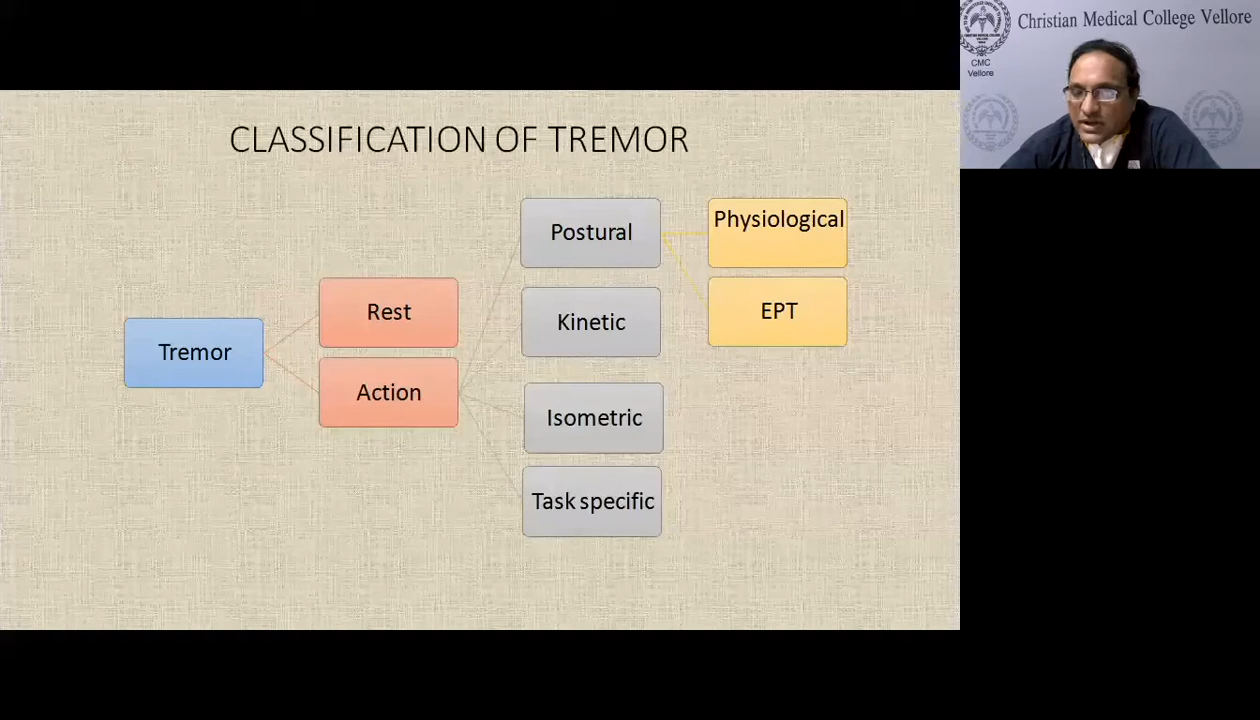 CLASSIFICATION OF TREMOR
Tremor
Rest
Action
Postural
Kinetic
Isometric
Task specific
Physiological
EPT
Christian Medical College Vellore
CMC
Vellore